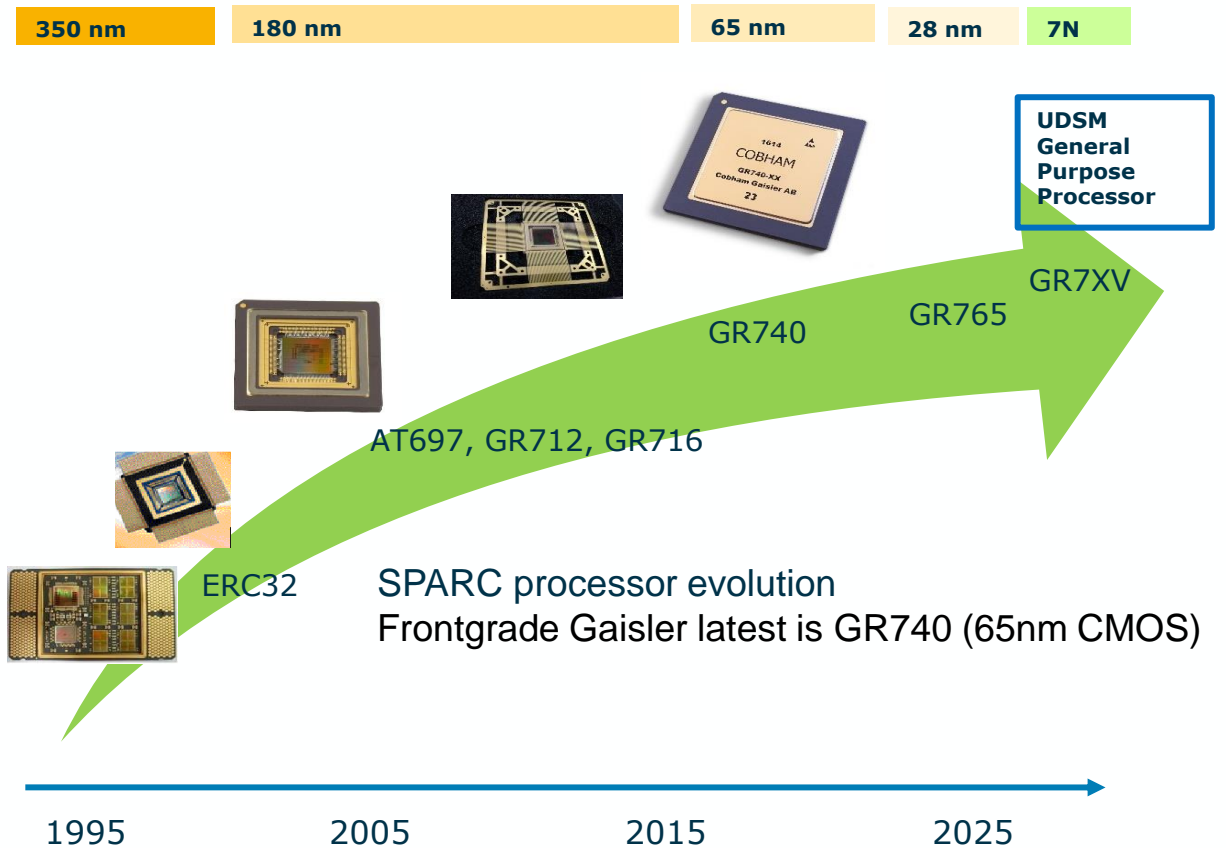 350 nm
180 nm
65 nm
28 nm
7N
UDSM
General
Purpose
Processor
1614
COBHAM
GR740-XX
Cobham Gaisler AB
23
GR7XV
GR765
GR740
AT697, GR712, GR716
ERC32
SPARC processor evolution
Frontgrade Gaisler latest is GR740 (65nm CMOS)
1995
2005
2015
2025